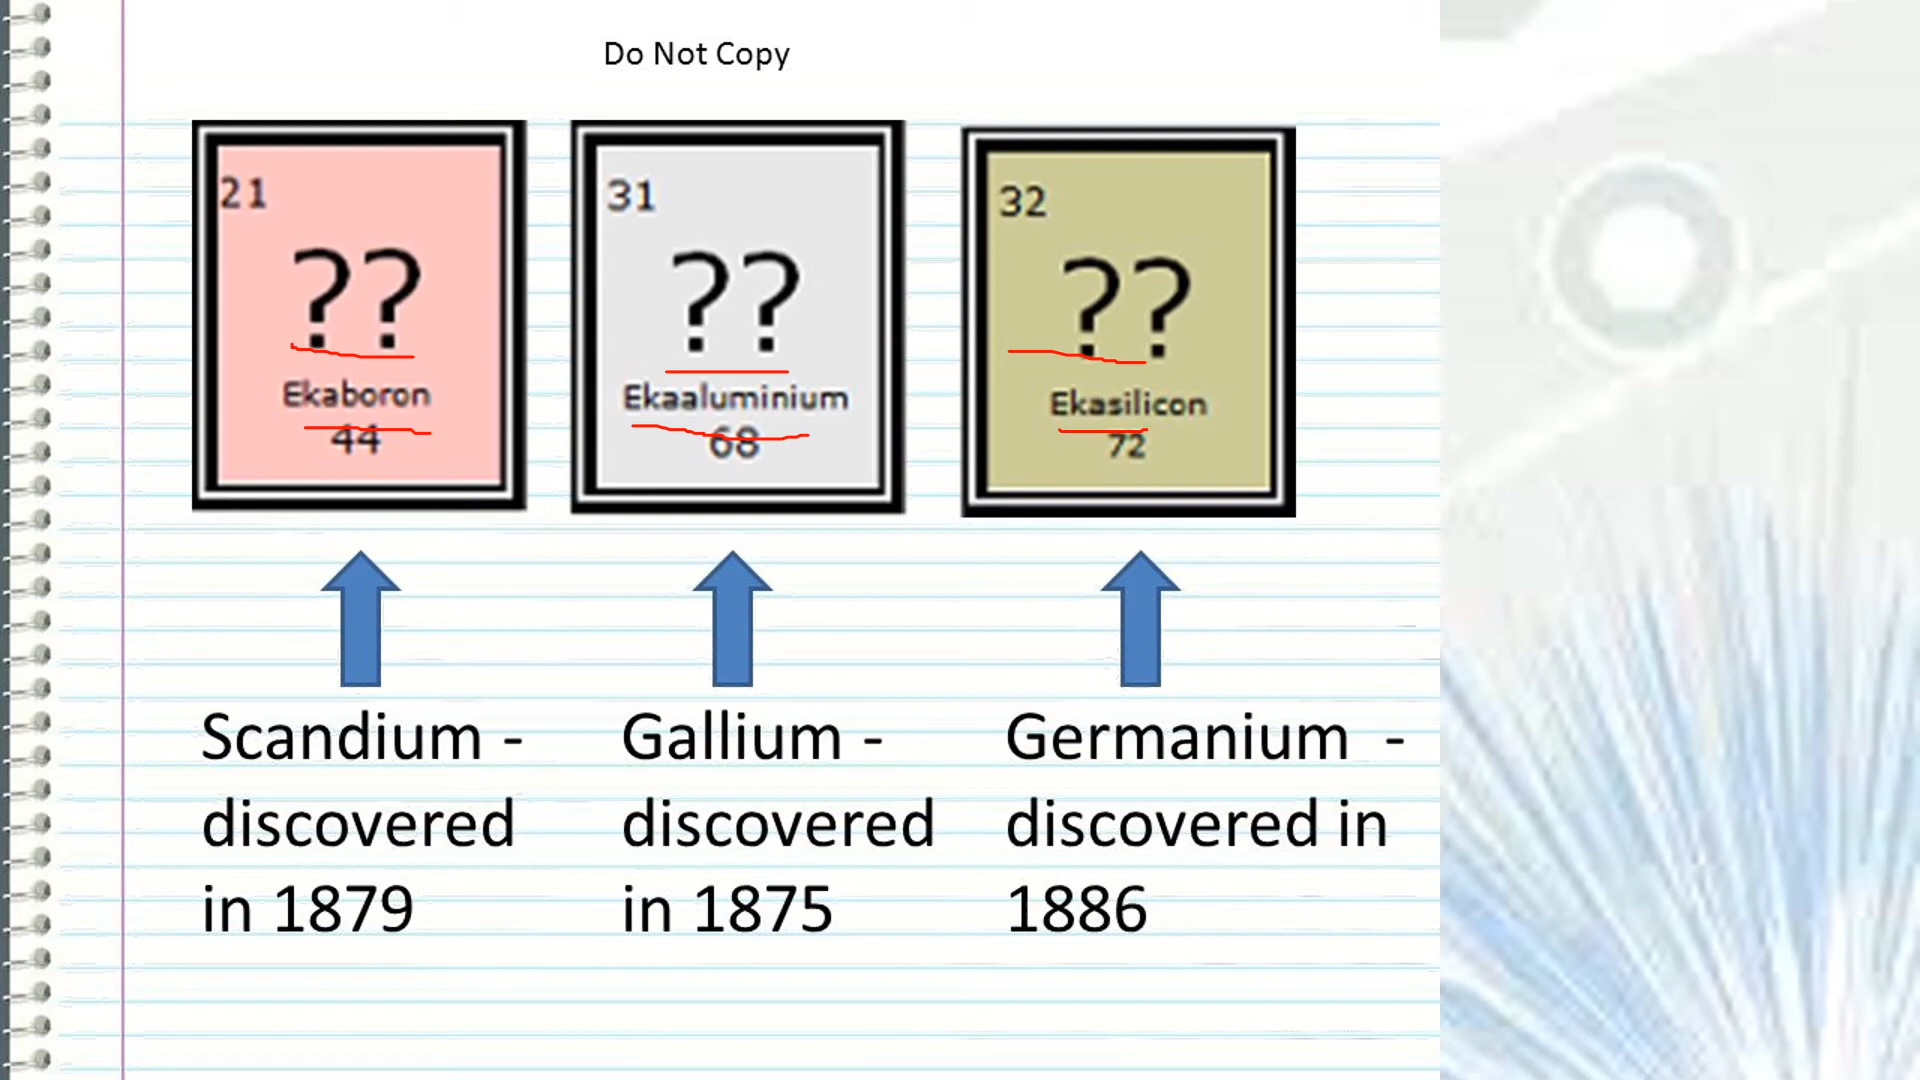 Do Not Copy
21
??
Ekaboron
44
31
??
Ekaaluminium
68
32
??
Ekasilicon
72
Scandium -
discovered
in 1879
Gallium -
discovered
in 1875
Germanium  -
discovered in
1886